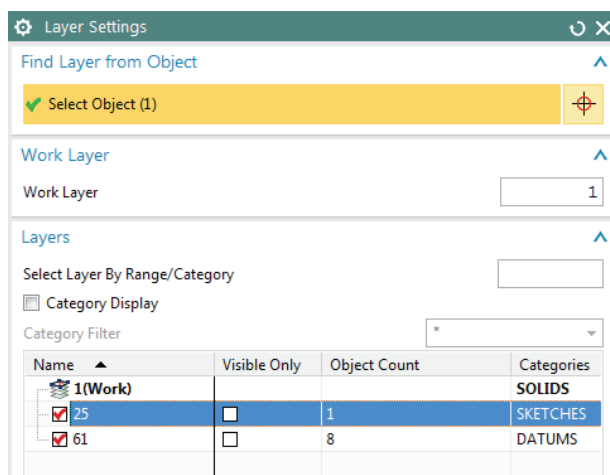 Layer Settings
Find Layer from Object
Select Object (1)
Work Layer
Work Layer 1
Layers
Select Layer By Range/Category
Category Display
Category Filter *
Name Visible Only Object Count Categories
1(Work) SOLIDS
25 1 SKETCHES
61 8 DATUMS